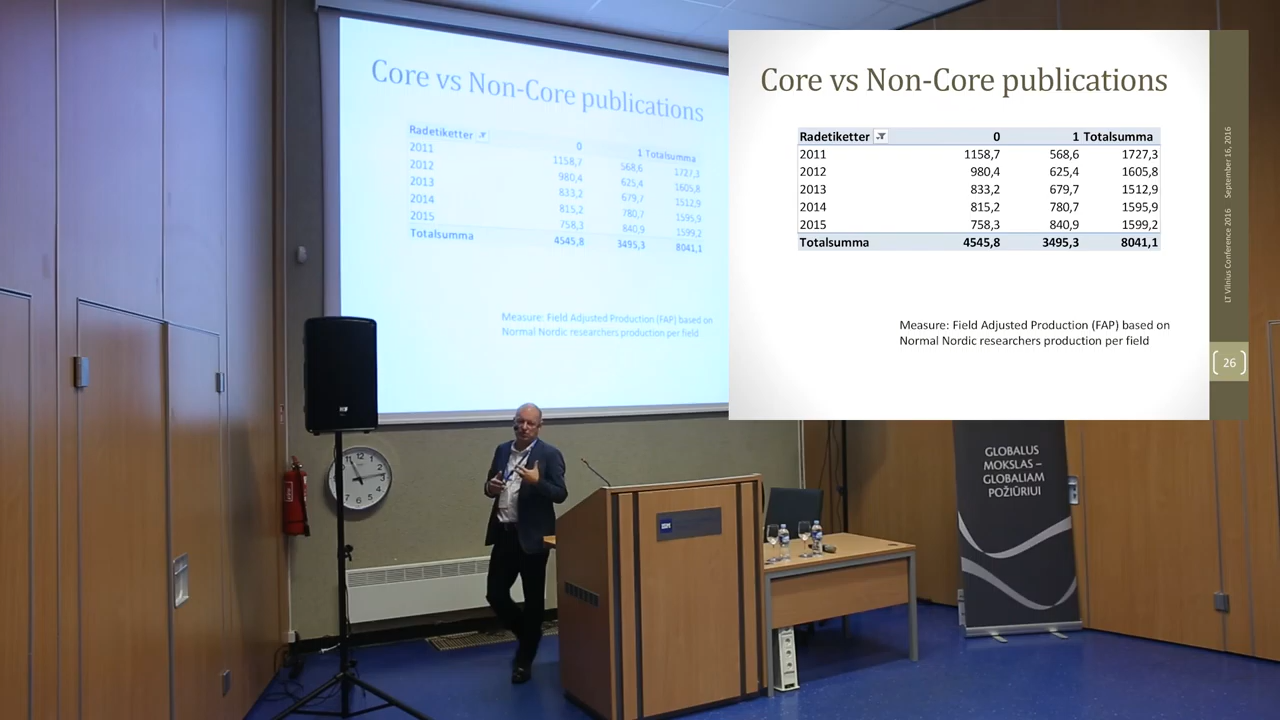 Core vs Non-Core publications
Radetiketter 0 1 Totalsumma
2011 1158,7 568,6 1727,3
2012 980,4 625,4 1605,8
2013 833,2 679,7 1512,9
2014 815,2 780,7 1595,9
2015 758,3 840,9 1599,2
Totalsumma 4545,8 3495,3 8041,1
Measure: Field Adjusted Production (FAP) based on
Normal Nordic researchers production per field
Core vs Non-Core publications
Radetiketter 0 1 Totalsumma
2011 1158,7 568,6 1727,3
2012 980,4 625,4 1605,8
2013 833,2 679,7 1512,9
2014 815,2 780,7 1595,9
2015 758,3 840,9 1599,2
Totalsumma 4545,8 3495,3 8041,1
Measure: Field Adjusted Production (FAP) based on
Normal Nordic researchers production per field
LT Vilnius Conference 2016 September 16, 2016
26
GLOBALUS
MOKSLAS –
GLOBALIAM
POŽIŪRIUI